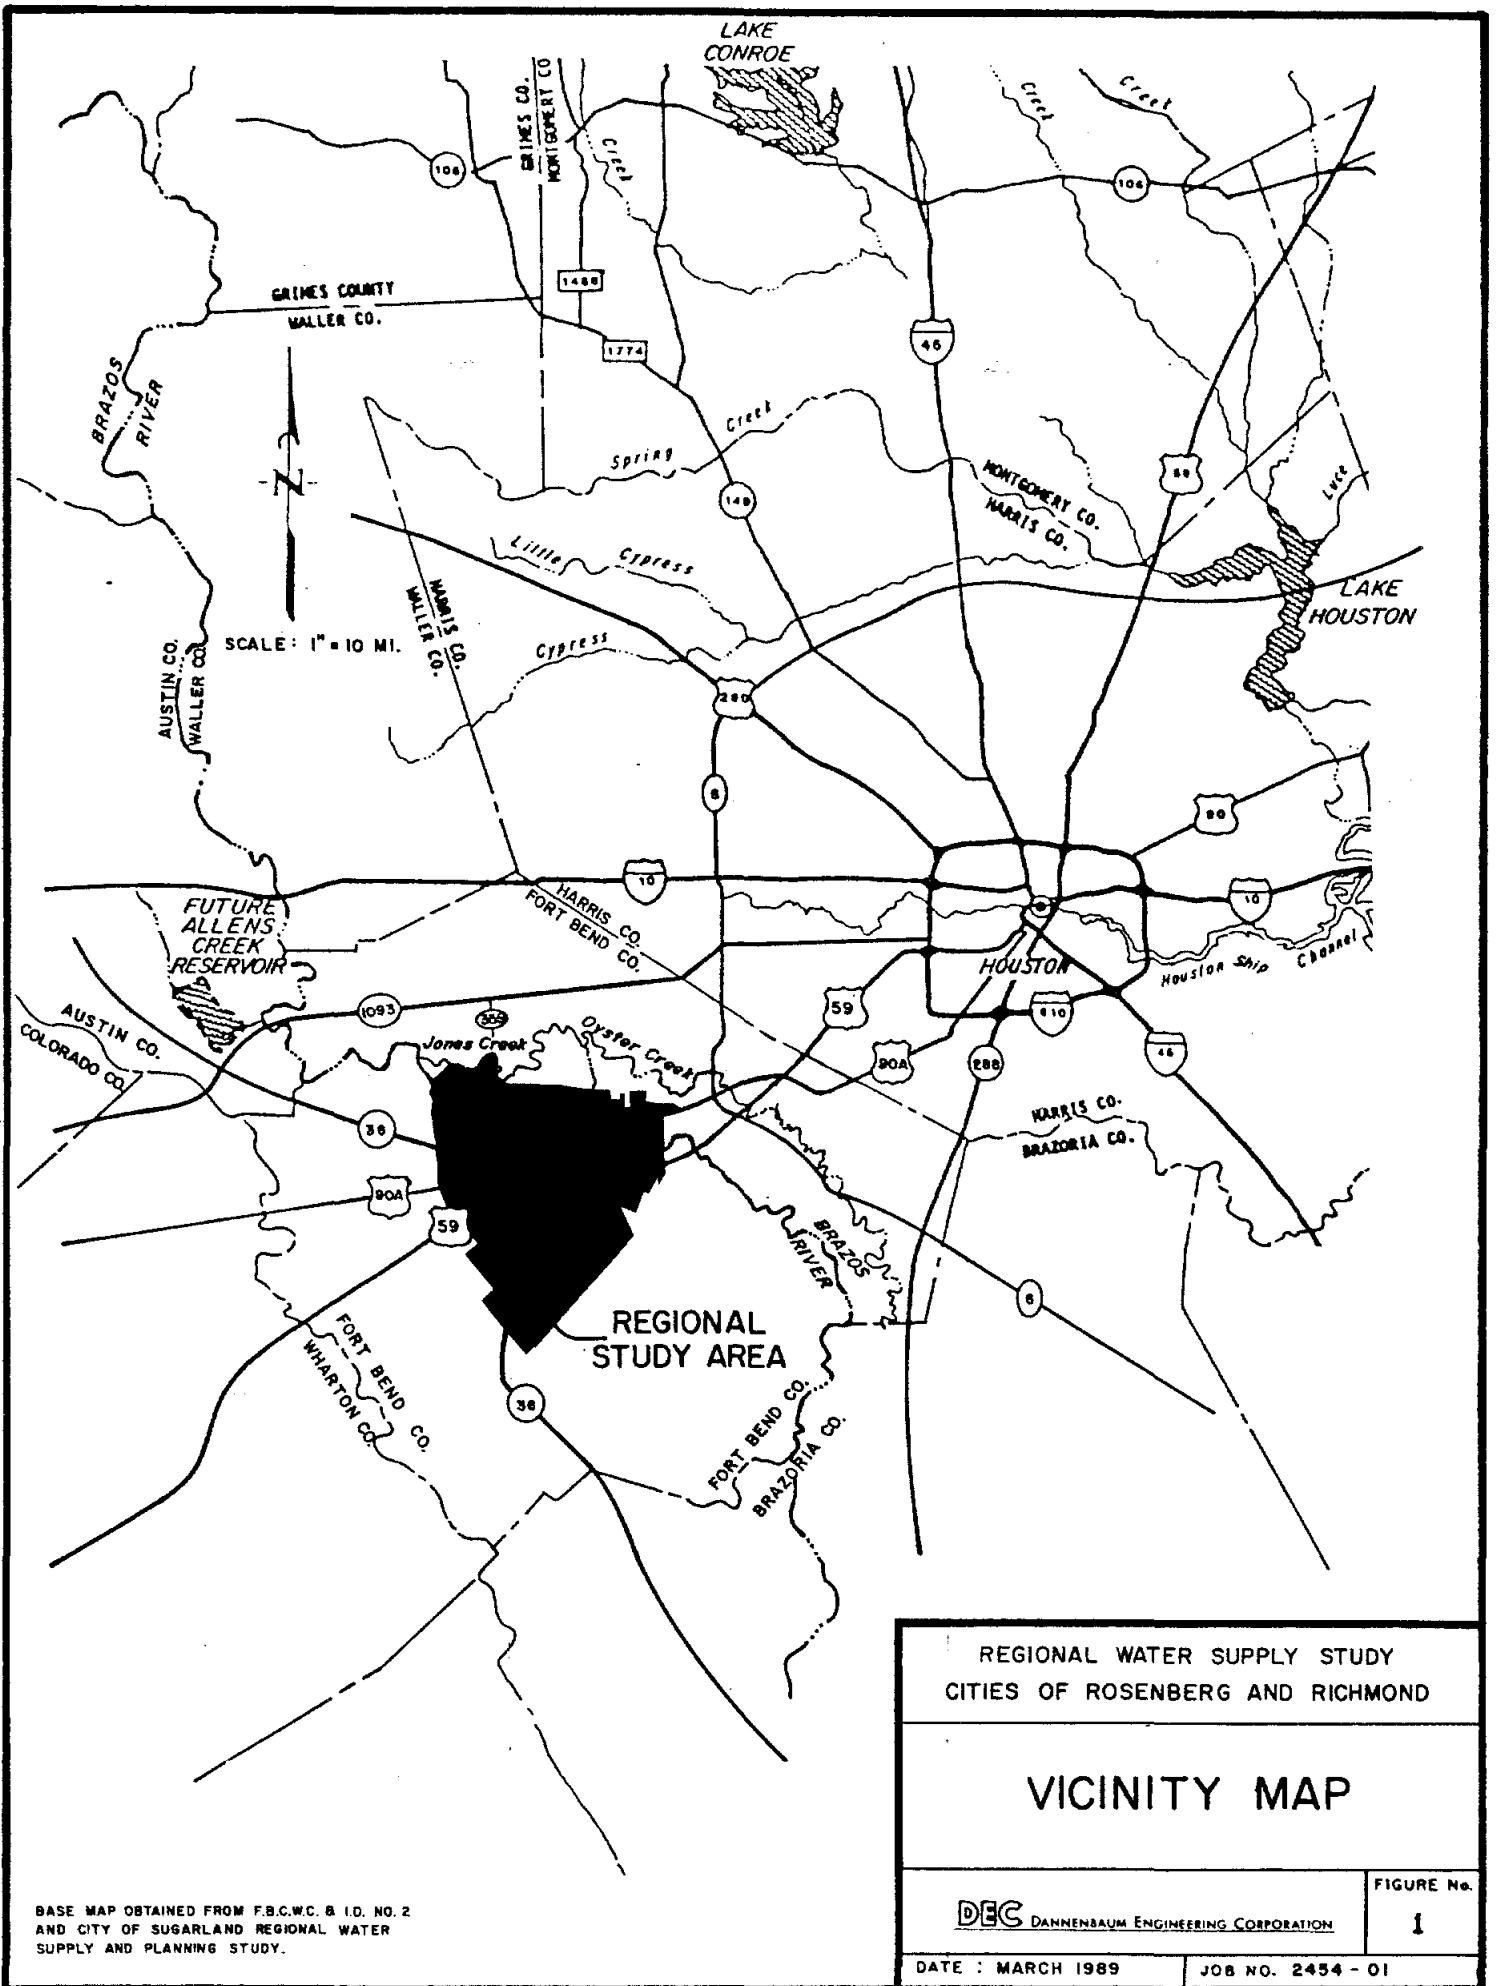 LAKE
CONROE
GRIMES CO.
MONTGOMERY CO
Creek
Creek
Creek
106
106
1488
GRIMES COUNTY
WALLER CO.
1774
45
BRAZOS
RIVER
N
Spring Creek
149
59
MONTGOMERY CO.
HARRIS CO.
Luce
Little Cypress
Cypress
HARRIS CO.
WALLER CO.
LAKE
HOUSTON
SCALE: 1" = 10 MI.
AUSTIN CO.
WALLER CO.
290
6
90
10
10
HARRIS CO.
FORT BEND CO.
FUTURE
ALLENS
CREEK
RESERVOIR
HOUSTON
Houston Ship Channel
1093
359
59
610
AUSTIN CO.
COLORADO CO.
Jones Creek
Oyster Creek
90A
288
45
36
HARRIS CO.
BRAZORIA CO.
90A
59
BRAZOS
RIVER
6
REGIONAL
STUDY AREA
FORT BEND CO.
WHARTON CO.
36
FORT BEND CO.
BRAZORIA CO.
REGIONAL WATER SUPPLY STUDY
CITIES OF ROSENBERG AND RICHMOND
VICINITY MAP
DEC DANNENBAUM ENGINEERING CORPORATION
FIGURE No.
1
DATE : MARCH 1989
JOB NO. 2454 - 01
BASE MAP OBTAINED FROM F.B.C.W.C. & I.D. NO. 2
AND CITY OF SUGARLAND REGIONAL WATER
SUPPLY AND PLANNING STUDY.